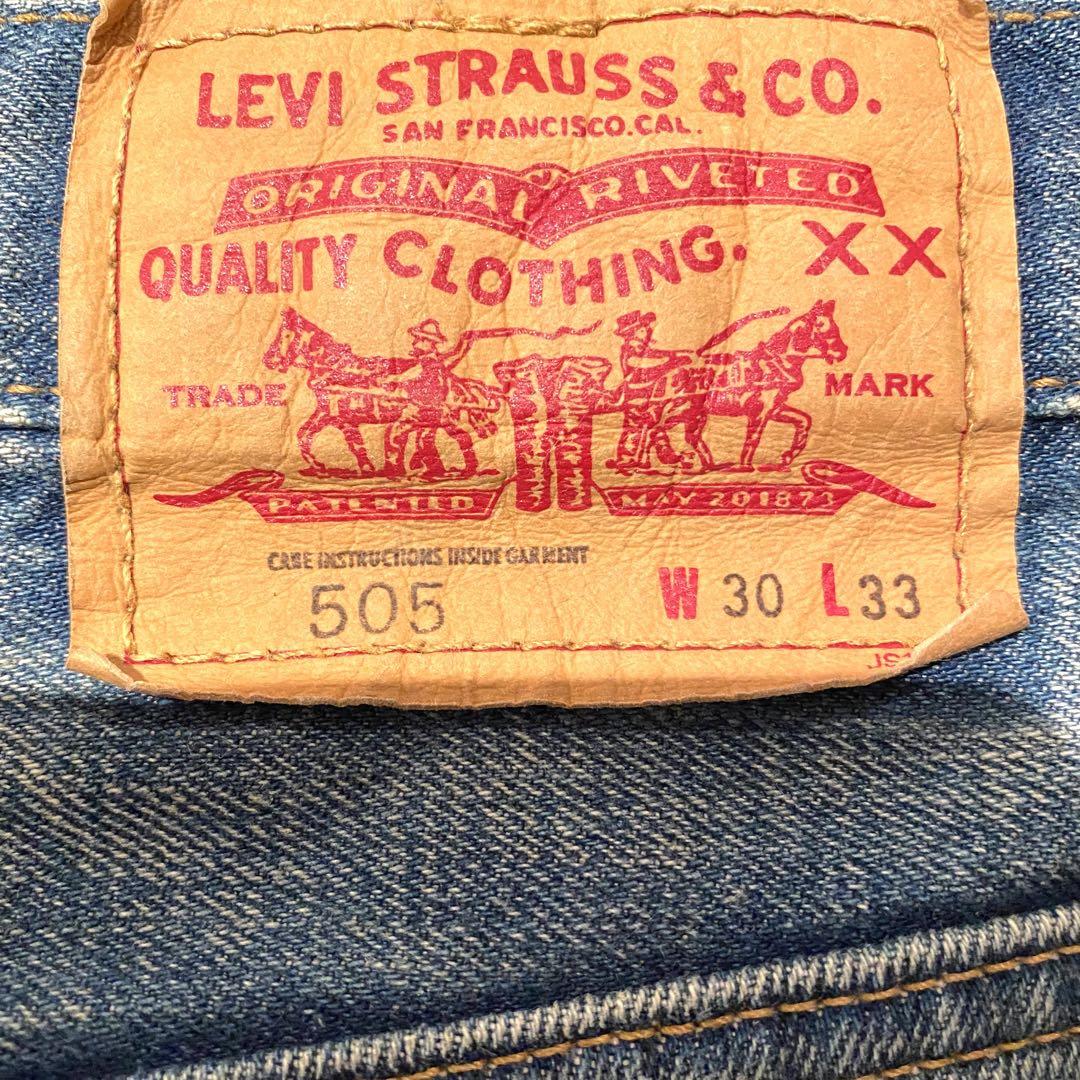 LEVI STRAUSS & CO.
SAN FRANCISCO.CAL.
ORIGINAL RIVETED
QUALITY CLOTHING. XX
TRADE MARK
PATENTED MAY 20 1873
CARE INSTRUCTIONS INSIDE GARMENT
505 W 30 L 33